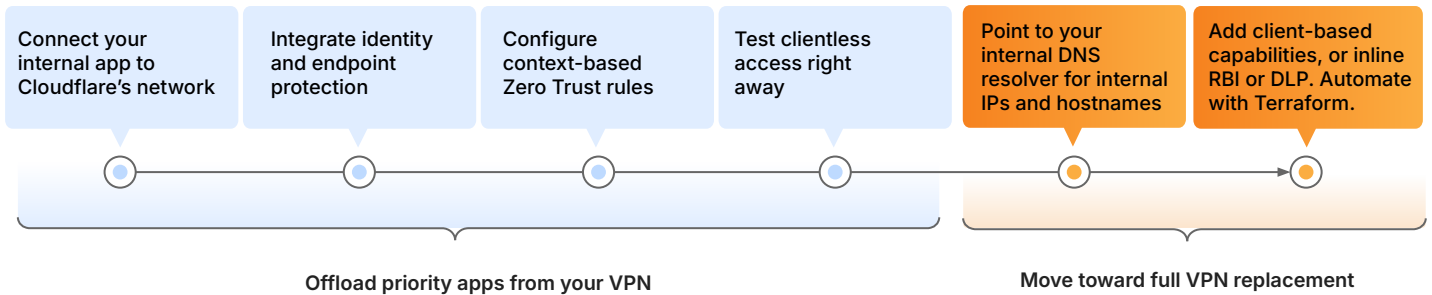 Connect your
internal app to
Cloudflare's network
Integrate identity
and endpoint
protection
Configure
context-based
Zero Trust rules
Test clientless
access right
away
Point to your
internal DNS
resolver for internal
IPs and hostnames
Add client-based
capabilities, or inline
RBI or DLP. Automate
with Terraform.
Offload priority apps from your VPN
Move toward full VPN replacement